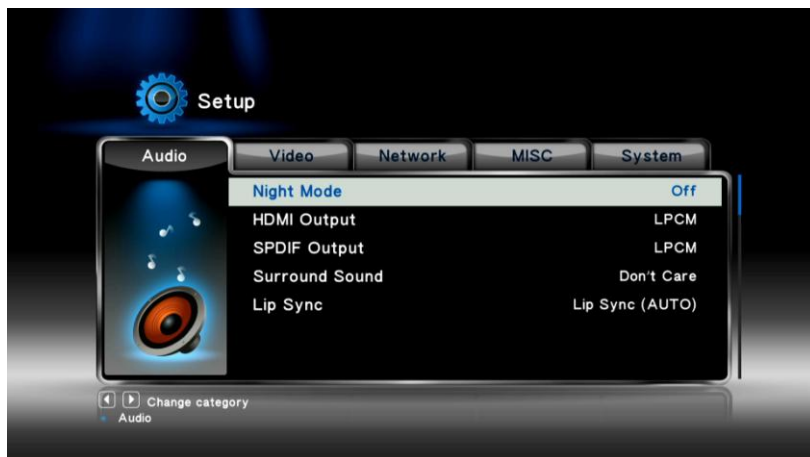 Setup
Audio Video Network MISC System
Night Mode Off
HDMI Output LPCM
SPDIF Output LPCM
Surround Sound Don't Care
Lip Sync Lip Sync (AUTO)
Change category
Audio